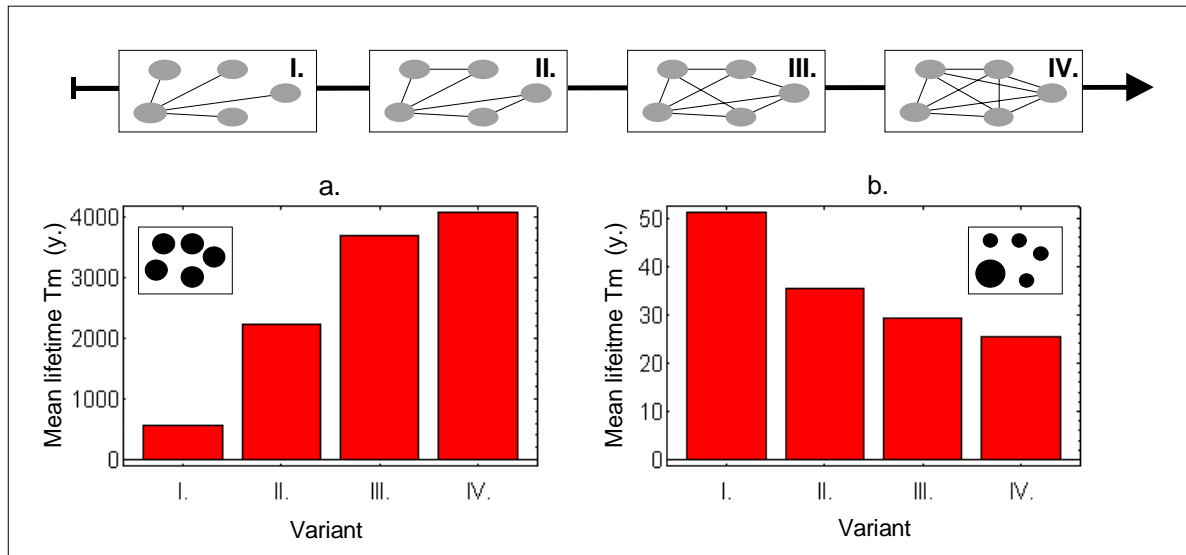 I. II. III. IV.
a. b.
Mean lifetime Tm (y.)
4000
3000
2000
1000
0
I. II. III. IV.
Variant
Mean lifeitme Tm (y.)
50
40
30
20
10
0
I. II. III. IV.
Variant